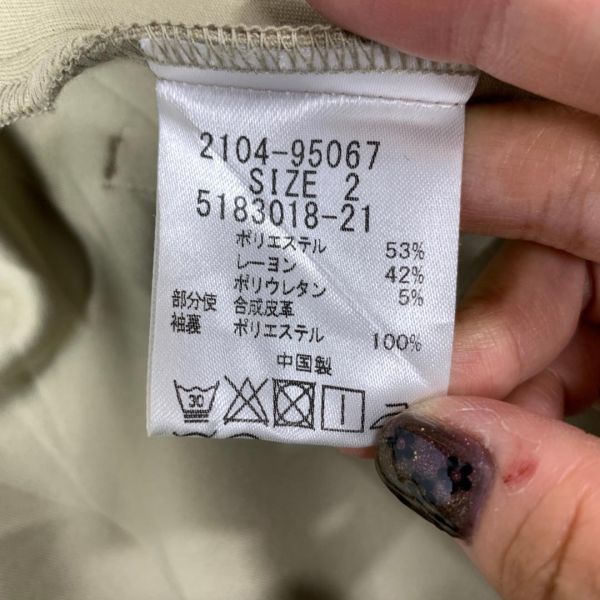 2104-95067
SIZE 2
5183018-21
ポリエステル 53%
レーヨン 42%
ポリウレタン 5%
部分使 合成皮革
袖裏 ポリエステル 100%
中国製
30